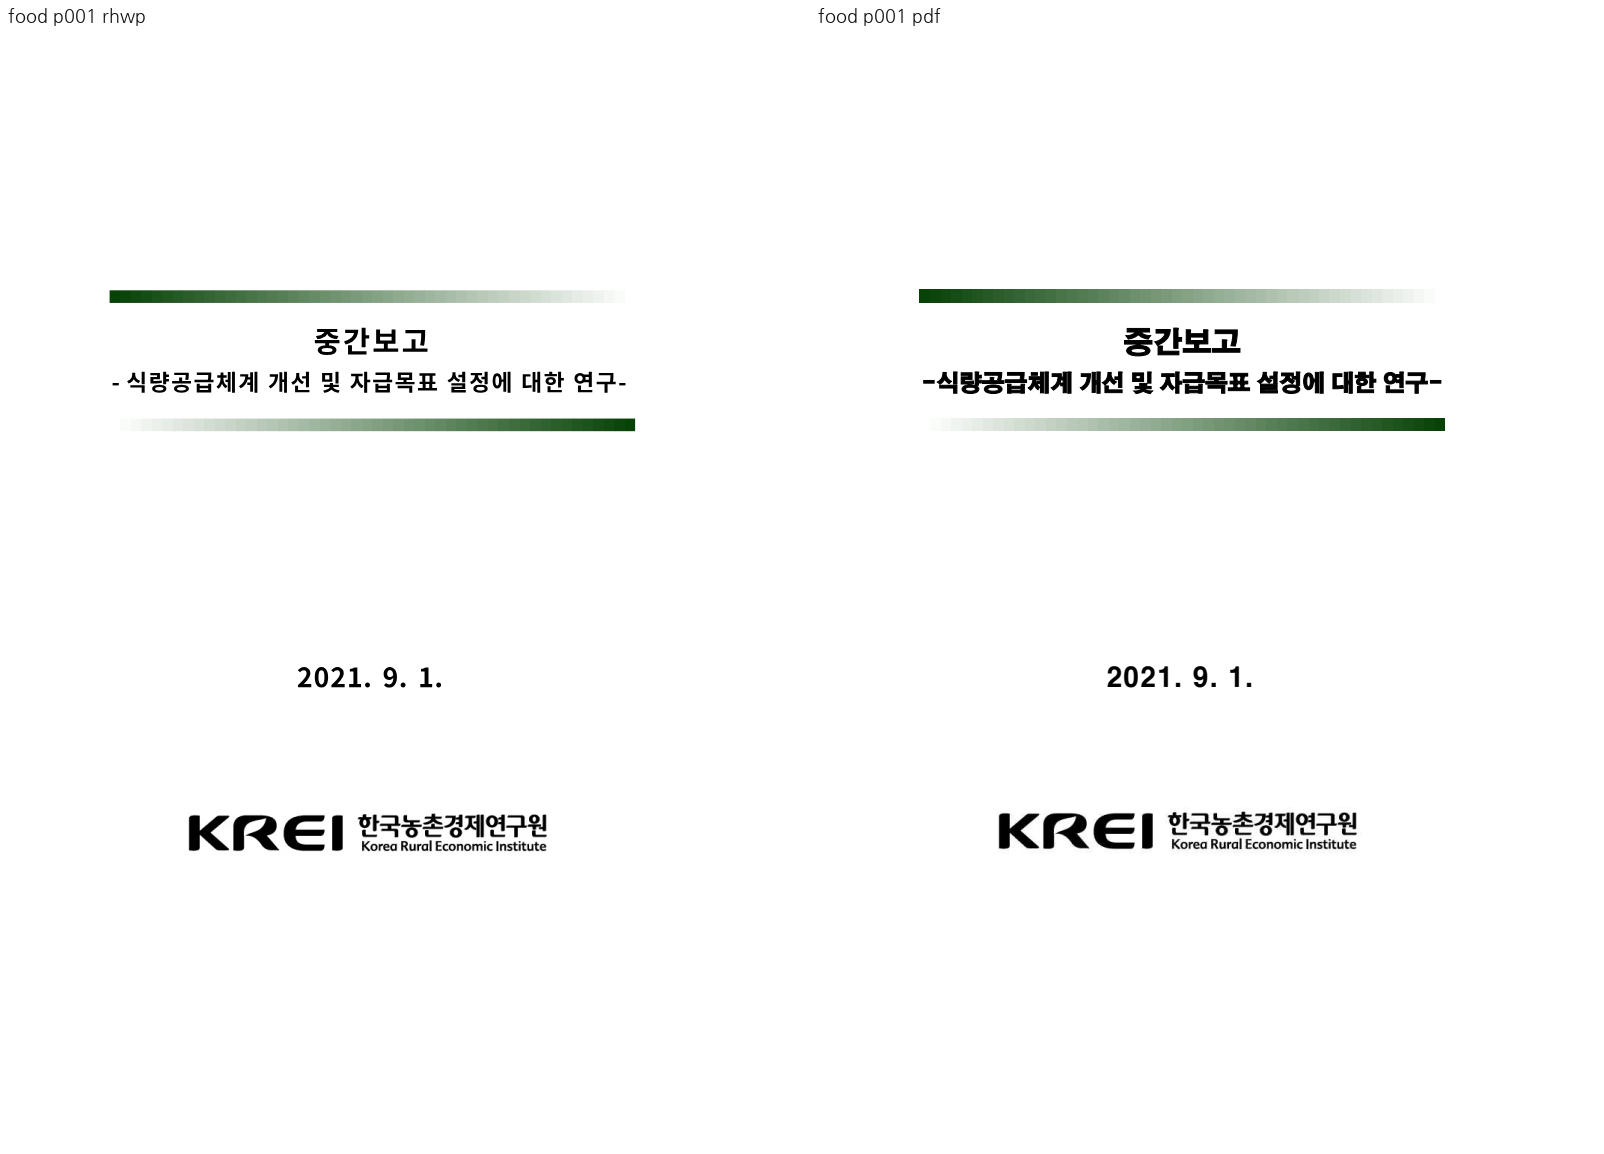 food p001 rhwp
중간보고
- 식량공급체계 개선 및 자급목표 설정에 대한 연구-
2021. 9. 1.
KREI 한국농촌경제연구원
Korea Rural Economic Institute
food p001 pdf
중간보고
-식량공급체계 개선 및 자급목표 설정에 대한 연구-
2021. 9. 1.
KREI 한국농촌경제연구원
Korea Rural Economic Institute